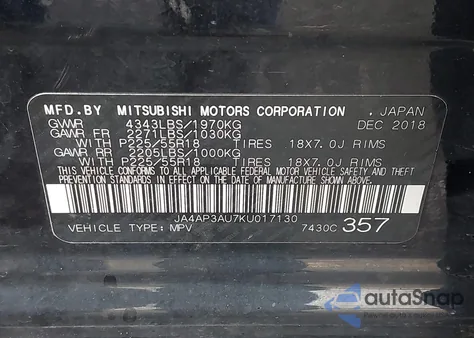 MFD.BY MITSUBISHI MOTORS CORPORATION . JAPAN
GVWR 4343LBS/1970KG DEC 2018
GAWR FR 2271LBS/1030KG
WITH P225/55R18 TIRES 18X7.0J RIMS
GAWR RR 2205LBS/1000KG
WITH P225/55R18 TIRES 18X7.0J RIMS
THIS VEHICLE CONFORMS TO ALL APPLICABLE U.S. FEDERAL MOTOR VEHICLE SAFETY AND THEFT
PREVENTION STANDARDS IN EFFECT ON THE DATE OF MANUFACTURE SHOWN ABOVE.
JA4AP3AU7KU017130
VEHICLE TYPE: MPV 7430C 357
autoSnap